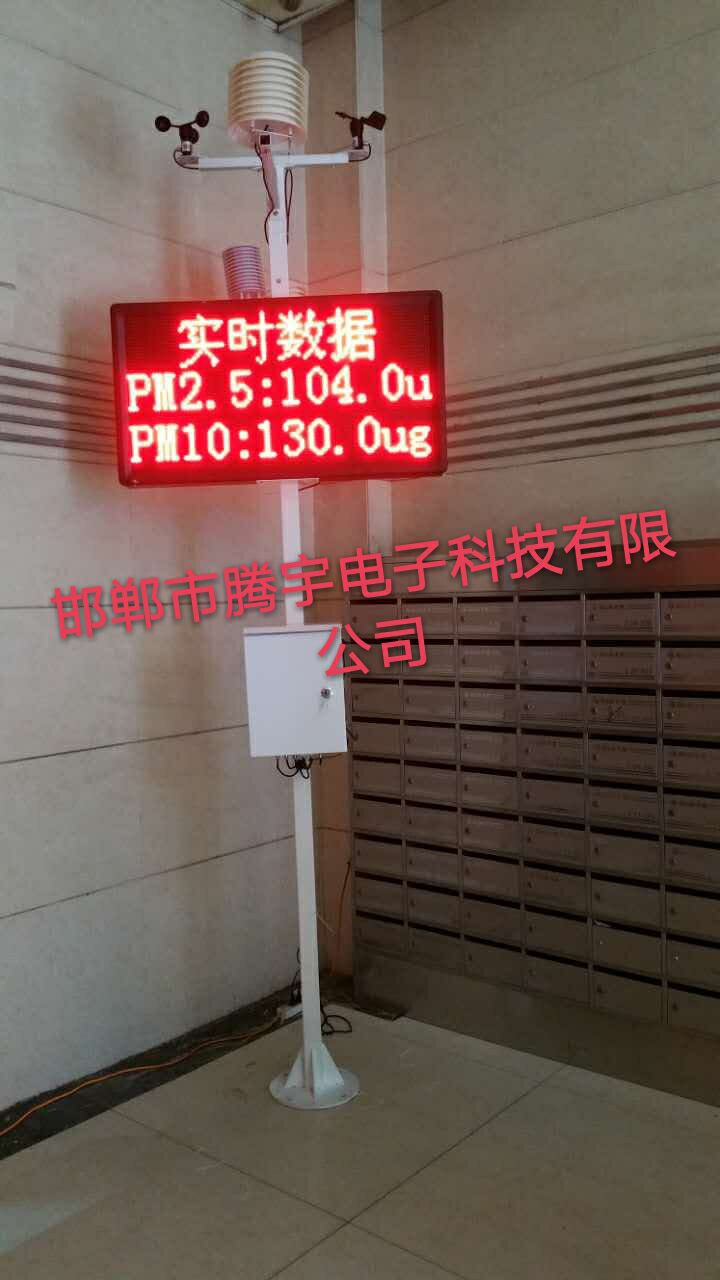 实时数据
PM2.5:104.0u
PM10:130.0ug
邯郸市腾宇电子科技有限
公司